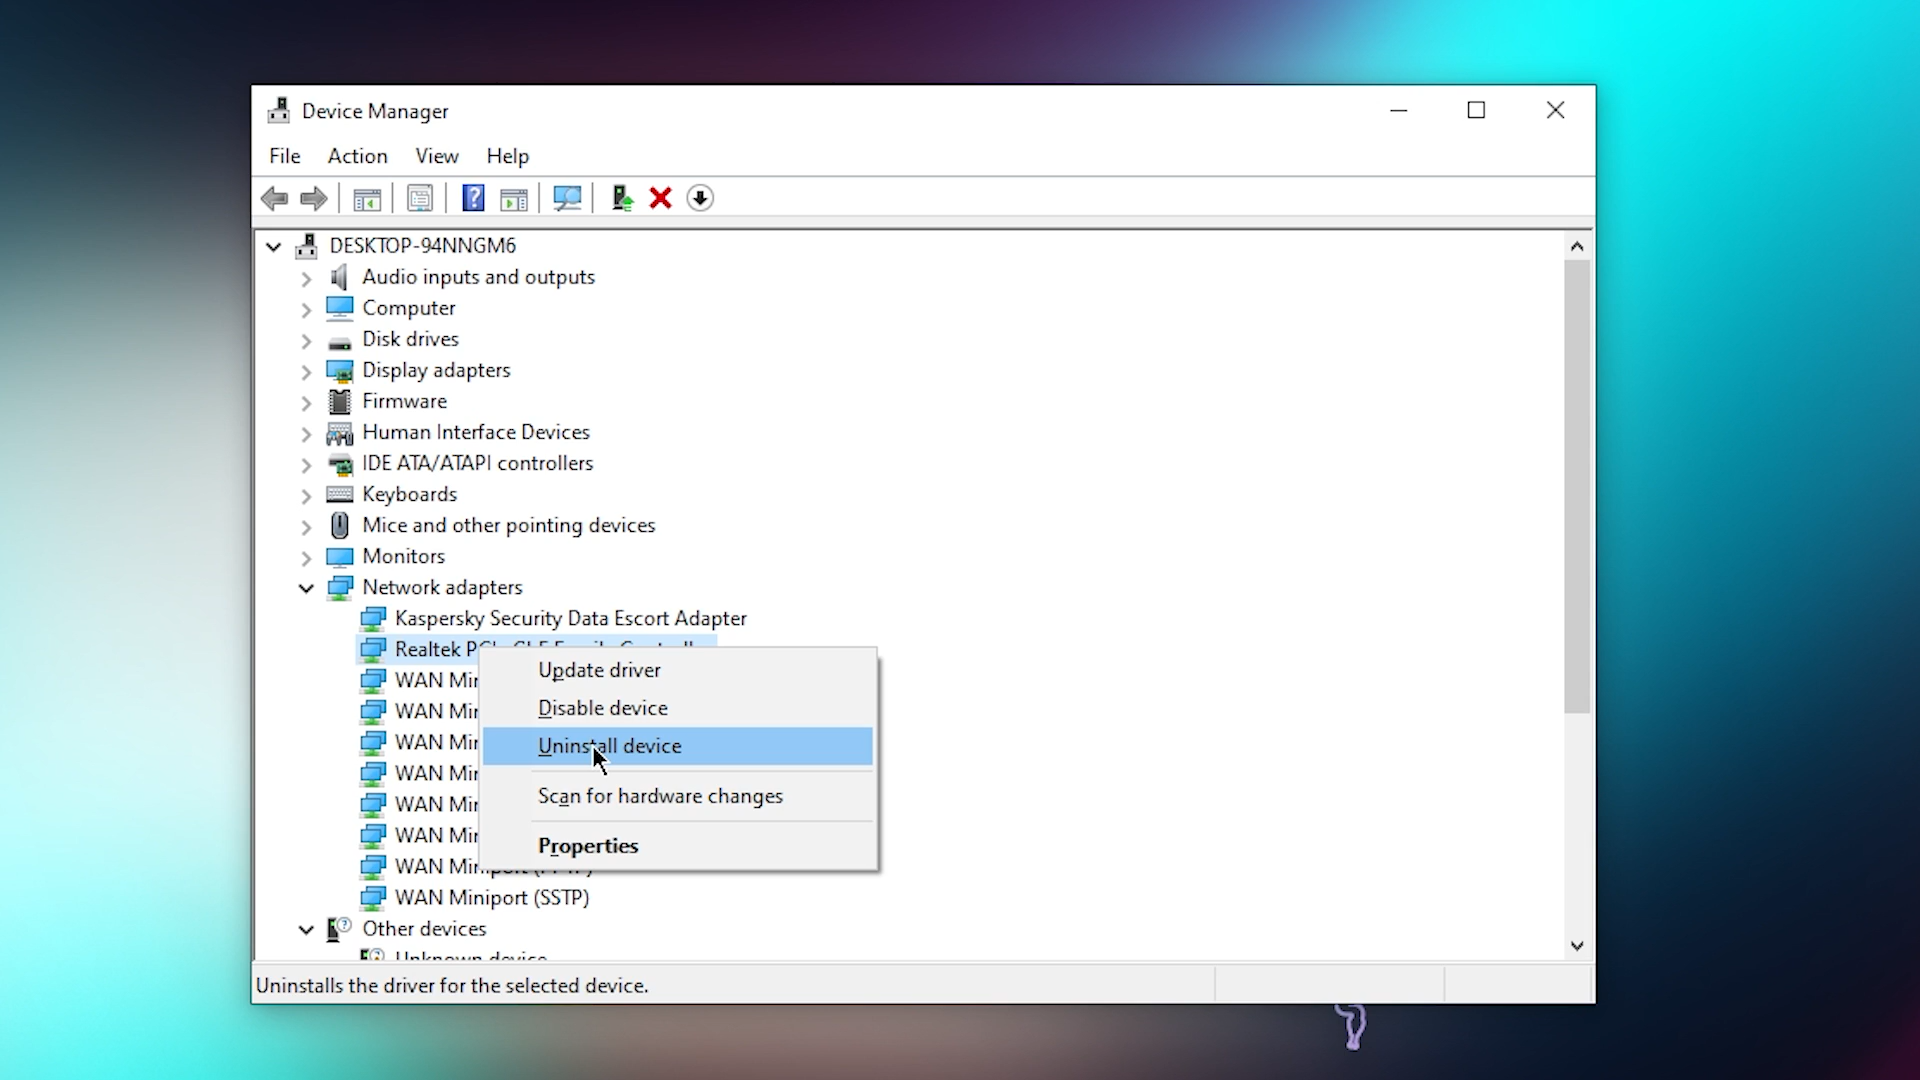 Device Manager
File Action View Help
DESKTOP-94NNGM6
Audio inputs and outputs
Computer
Disk drives
Display adapters
Firmware
Human Interface Devices
IDE ATA/ATAPI controllers
Keyboards
Mice and other pointing devices
Monitors
Network adapters
Kaspersky Security Data Escort Adapter
Realtek
WAN
WAN
WAN
WAN
WAN
WAN
WAN
WAN Miniport (SSTP)
Other devices
Unknown device
Update driver
Disable device
Uninstall device
Scan for hardware changes
Properties
Uninstalls the driver for the selected device.